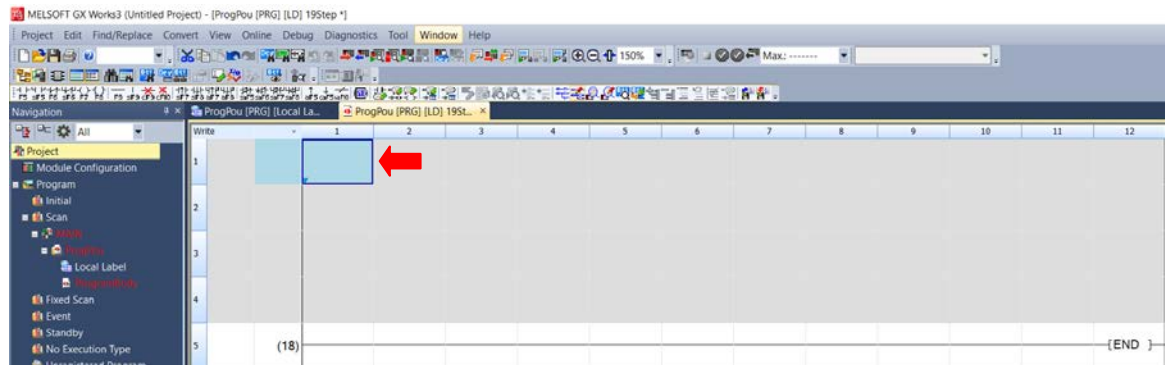 MELSOFT GX Works3 (Untitled Project) - [ProgPou [PRG] [LD] 19Step *]
Project Edit Find/Replace Convert View Online Debug Diagnostics Tool Window Help
150% Max.: -------
Navigation
ProgPou [PRG] [Local La...
ProgPou [PRG] [LD] 19St... ×
All
Write 1 2 3 4 5 6 7 8 9 10 11 12
Project
Module Configuration
Program
Initial
Scan
MAIN
ProgPou
Local Label
ProgramBody
Fixed Scan
Event
Standby
No Execution Type
1
2
3
4
5 (18) [END ]